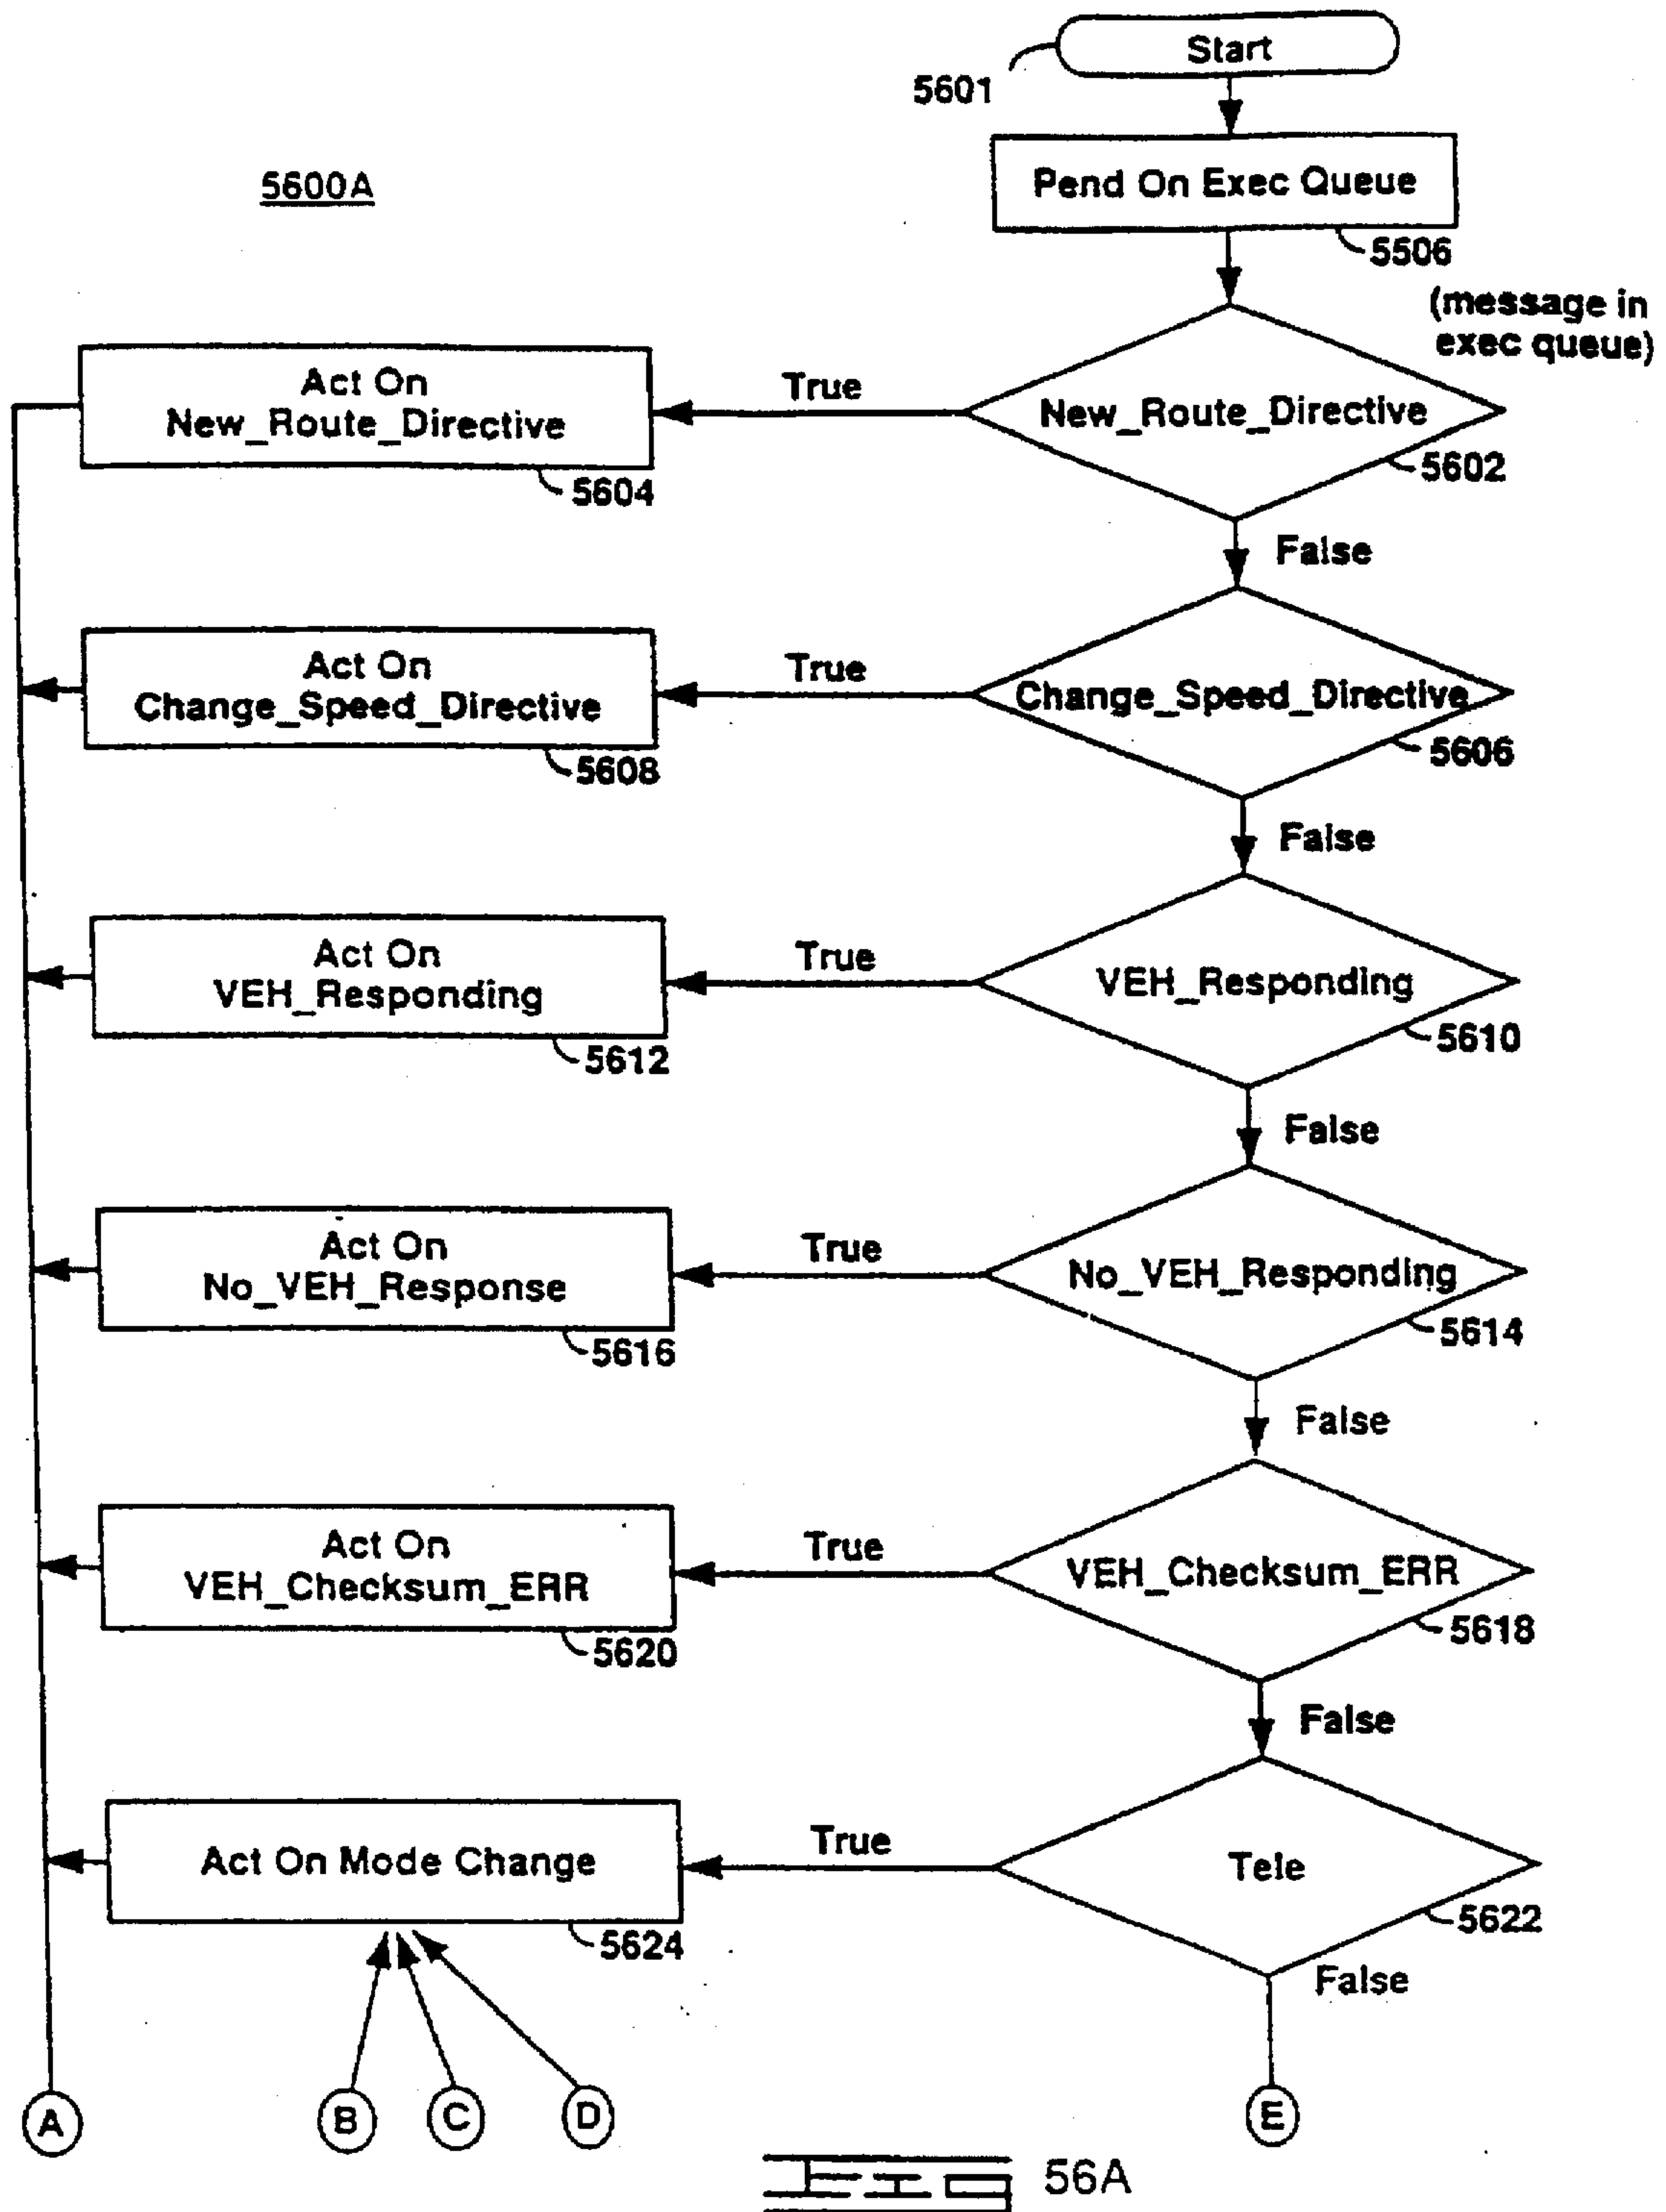 Start
5601
5600A
Pend On Exec Queue
5506
(message in
exec queue)
Act On
New_Route_Directive
5604
True
New_Route_Directive
5602
False
Act On
Change_Speed_Directive
5608
True
Change_Speed_Directive
5606
False
Act On
VEH_Responding
5612
True
VEH_Responding
5610
False
Act On
No_VEH_Response
5616
True
No_VEH_Responding
5614
False
Act On
VEH_Checksum_ERR
5620
True
VEH_Checksum_ERR
5618
False
Act On Mode Change
5624
True
Tele
5622
False
A
B
C
D
E
FIG 56A